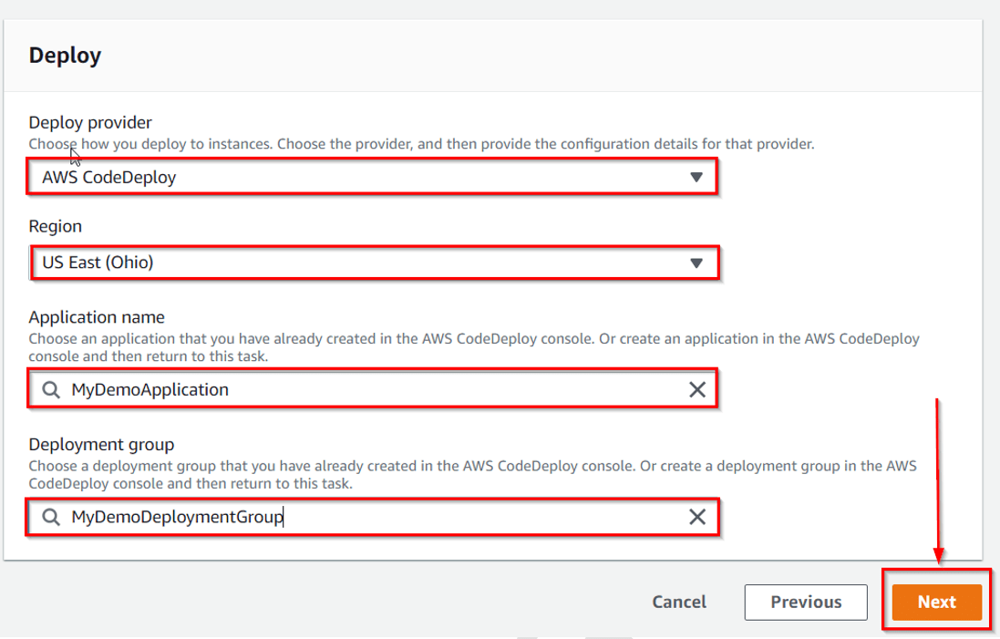 Deploy
Deploy provider
Choose how you deploy to instances. Choose the provider, and then provide the configuration details for that provider.
AWS CodeDeploy
Region
US East (Ohio)
Application name
Choose an application that you have already created in the AWS CodeDeploy console. Or create an application in the AWS CodeDeploy
console and then return to this task.
MyDemoApplication
Deployment group
Choose a deployment group that you have already created in the AWS CodeDeploy console. Or create a deployment group in the AWS
CodeDeploy console and then return to this task.
MyDemoDeploymentGroup
Cancel
Previous
Next